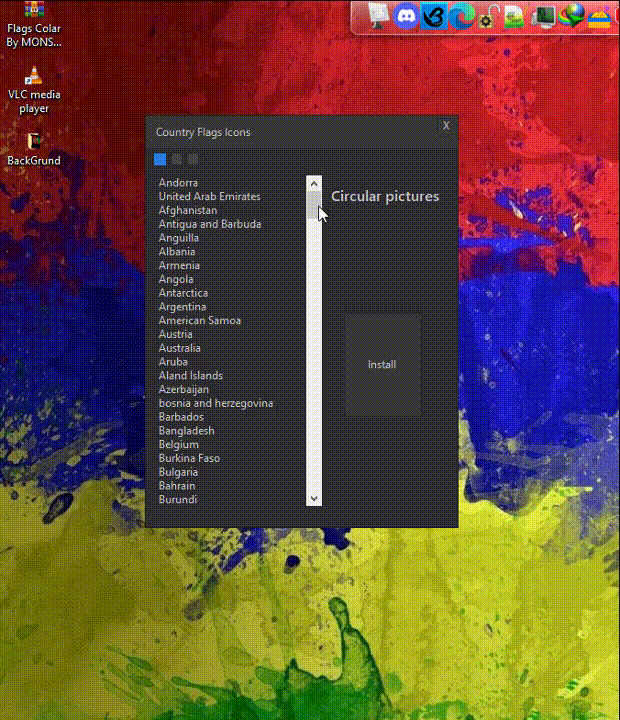 Flags Colar
By MONS...
VLC media
player
BackGrund
Country Flags Icons
X
Andorra
United Arab Emirates
Afghanistan
Antigua and Barbuda
Anguilla
Albania
Armenia
Angola
Antarctica
Argentina
American Samoa
Austria
Australia
Aruba
Aland Islands
Azerbaijan
bosnia and herzegovina
Barbados
Bangladesh
Belgium
Burkina Faso
Bulgaria
Bahrain
Burundi
Circular pictures
Install